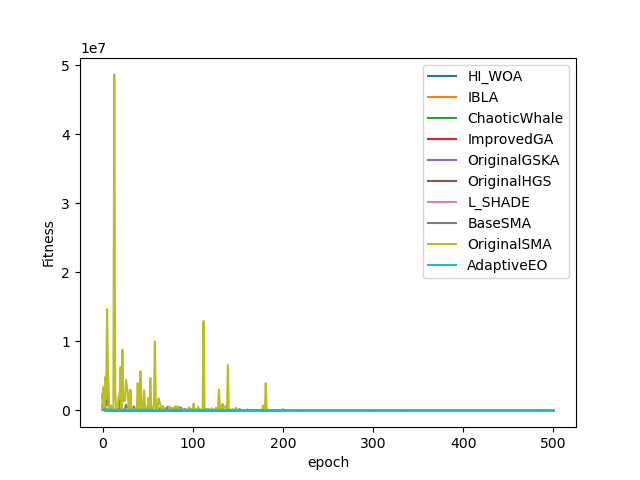 1e7
5
4
3
2
1
0
Fitness
0
100
200
300
400
500
epoch
HI_WOA
IBLA
ChaoticWhale
ImprovedGA
OriginalGSKA
OriginalHGS
L_SHADE
BaseSMA
OriginalSMA
AdaptiveEO